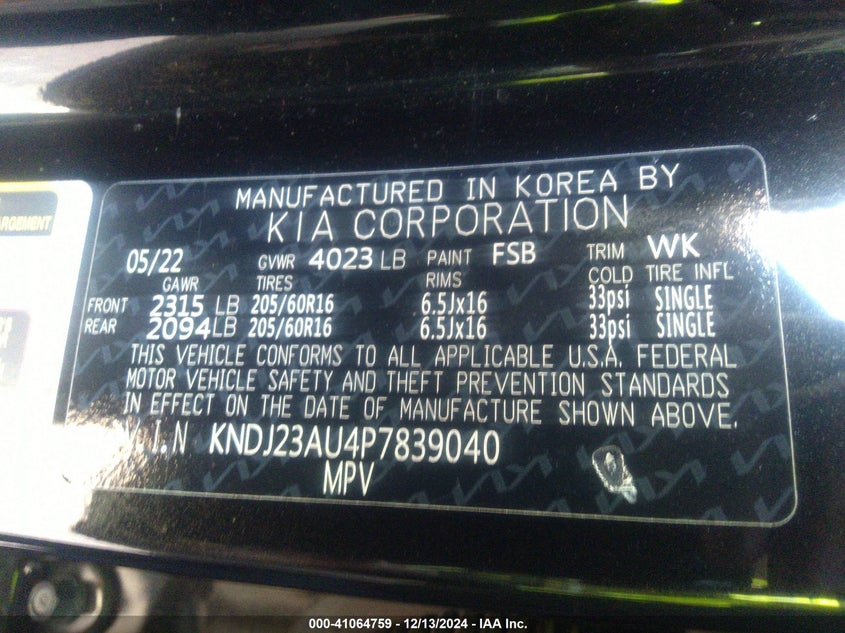 ARGEMENT
MANUFACTURED IN KOREA BY
KIA CORPORATION
05/22 GVWR 4023 LB PAINT FSB TRIM WK
GAWR TIRES RIMS COLD TIRE INFL
FRONT 2315 LB 205/60R16 6.5Jx16 33psi SINGLE
REAR 2094LB 205/60R16 6.5Jx16 33psi SINGLE
THIS VEHICLE CONFORMS TO ALL APPLICABLE U.S.A. FEDERAL
MOTOR VEHICLE SAFETY AND THEFT PREVENTION STANDARDS
IN EFFECT ON THE DATE OF MANUFACTURE SHOWN ABOVE.
V.I.N KNDJ23AU4P7839040
MPV
000-41064759 - 12/13/2024 - IAA Inc.